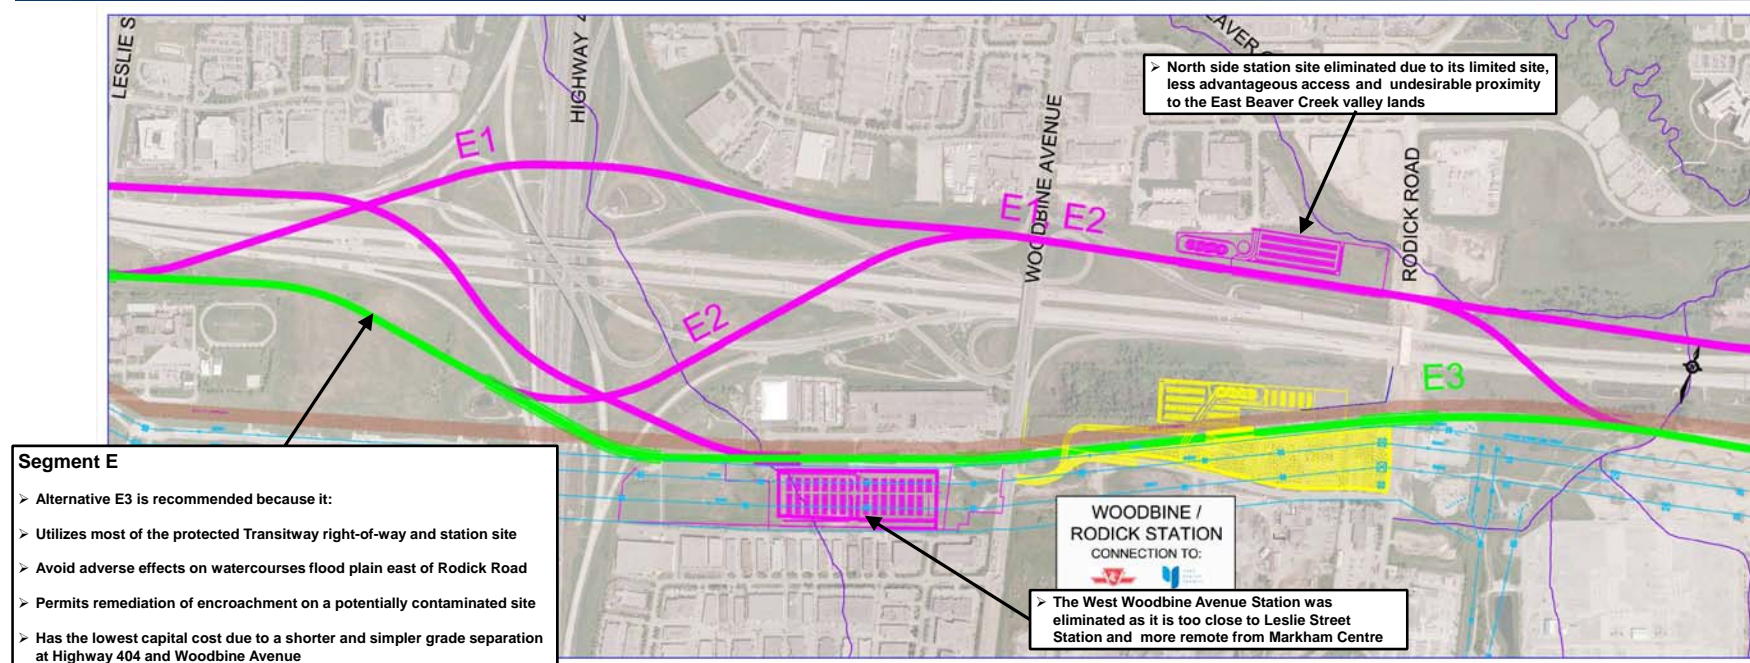 LESLIE S
HIGHWAY 4
EAVER C
➢ North side station site eliminated due to its limited site,
less advantageous access and undesirable proximity
to the East Beaver Creek valley lands
E1
WOODBINE AVENUE
E1
E2
RODICK ROAD
E2
E3
Segment E
➢ Alternative E3 is recommended because it:
➢ Utilizes most of the protected Transitway right-of-way and station site
➢ Avoid adverse effects on watercourses flood plain east of Rodick Road
➢ Permits remediation of encroachment on a potentially contaminated site
➢ Has the lowest capital cost due to a shorter and simpler grade separation
at Highway 404 and Woodbine Avenue
WOODBINE /
RODICK STATION
CONNECTION TO:
➢ The West Woodbine Avenue Station was
eliminated as it is too close to Leslie Street
Station and more remote from Markham Centre